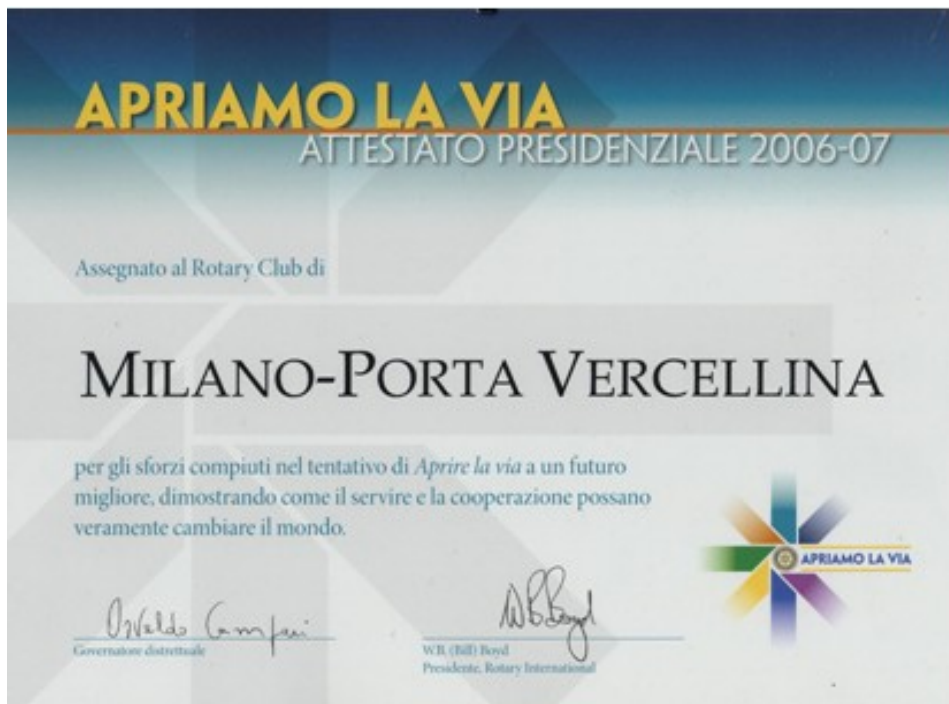 APRIAMO LA VIA
ATTESTATO PRESIDENZIALE 2006-07
Assegnato al Rotary Club di
MILANO-PORTA VERCELLINA
per gli sforzi compiuti nel tentativo di Aprire la via a un futuro
migliore, dimostrando come il servire e la cooperazione possano
veramente cambiare il mondo.
APRIAMO LA VIA
Osvaldo Campari
Governatore distrettuale
W B Boyd
W.B. (Bill) Boyd
Presidente, Rotary International